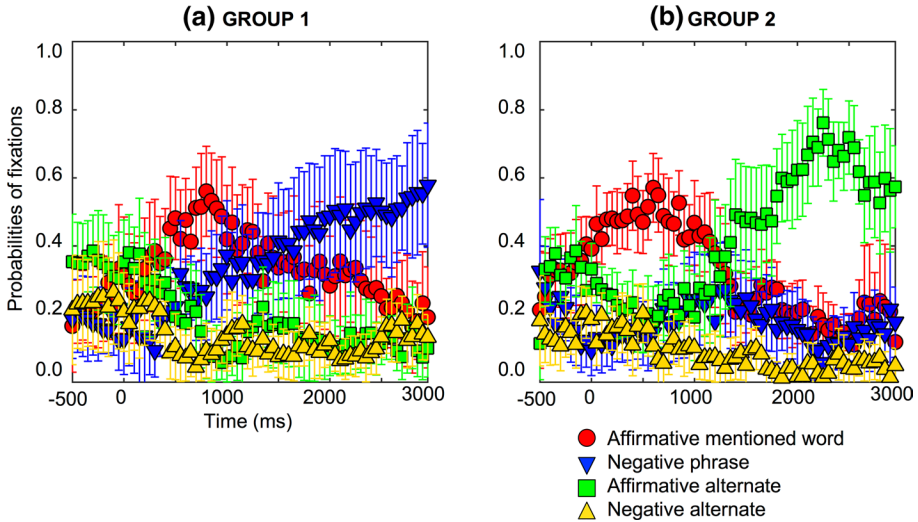 (a) GROUP 1
(b) GROUP 2
Probabilities of fixations
1.0
0.8
0.6
0.4
0.2
0.0
1.0
0.8
0.6
0.4
0.2
0.0
-500 0 1000 2000 3000
Time (ms)
-500 0 1000 2000 3000
Affirmative mentioned word
Negative phrase
Affirmative alternate
Negative alternate